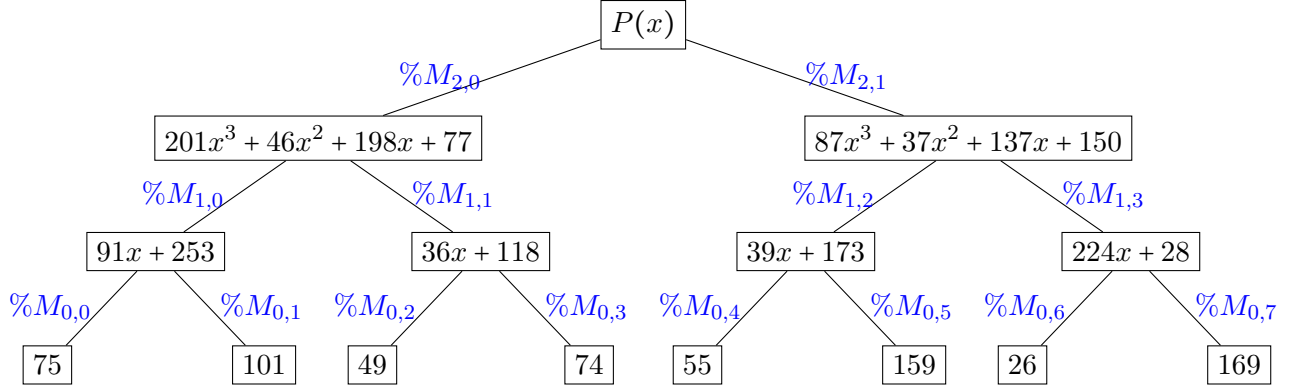 P(x)
%M_{2,0} %M_{2,1}
201x^3 + 46x^2 + 198x + 77 87x^3 + 37x^2 + 137x + 150
%M_{1,0} %M_{1,1} %M_{1,2} %M_{1,3}
91x + 253 36x + 118 39x + 173 224x + 28
%M_{0,0} %M_{0,1} %M_{0,2} %M_{0,3} %M_{0,4} %M_{0,5} %M_{0,6} %M_{0,7}
75 101 49 74 55 159 26 169